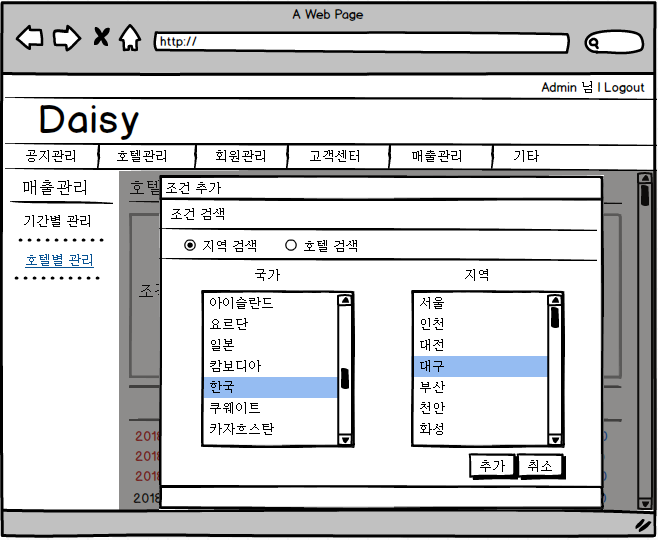 A Web Page
http://
Admin 님 | Logout
Daisy
공지관리 호텔관리 회원관리 고객센터 매출관리 기타
매출관리
기간별 관리
호텔별 관리
호텔
조건 추가
조건 검색
지역 검색 호텔 검색
국가 지역
아이슬란드 서울
요르단 인천
일본 대전
캄보디아 대구
한국 부산
쿠웨이트 천안
카자흐스탄 화성
추가 취소
2018
2018
2018
2018